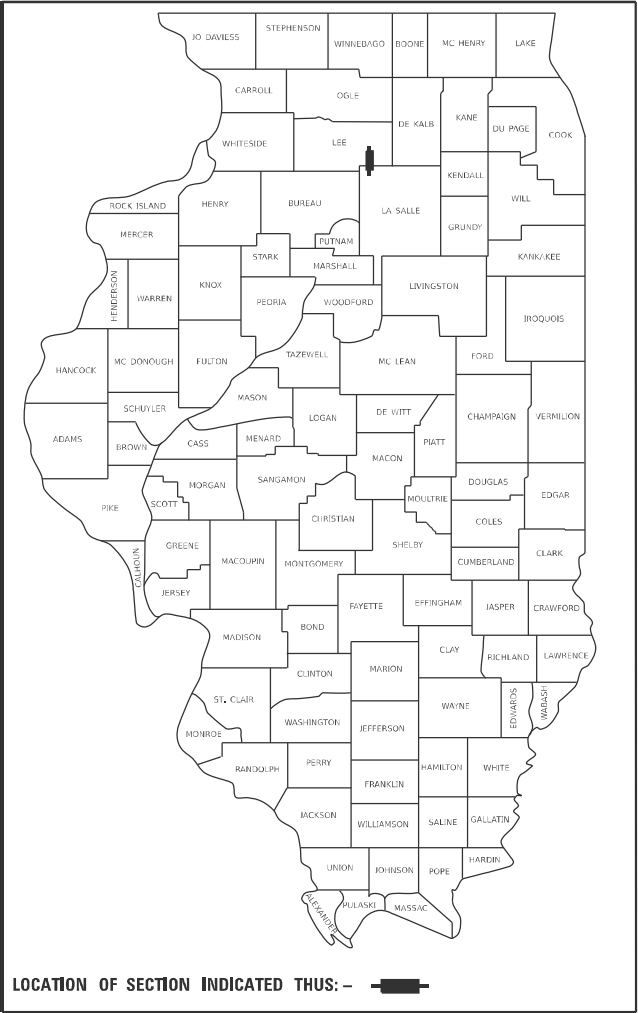 JO DAVIESS
STEPHENSON
WINNEBAGO
BOONE
MC HENRY
LAKE
CARROLL
OGLE
DE KALB
KANE
DU PAGE
COOK
WHITESIDE
LEE
KENDALL
WILL
ROCK ISLAND
HENRY
BUREAU
LA SALLE
GRUNDY
MERCER
PUTNAM
KANKAKEE
STARK
MARSHALL
HENDERSON
WARREN
KNOX
PEORIA
WOODFORD
LIVINGSTON
IROQUOIS
HANCOCK
MC DONOUGH
FULTON
TAZEWELL
MC LEAN
FORD
MASON
SCHUYLER
LOGAN
DE WITT
CHAMPAIGN
VERMILION
ADAMS
BROWN
CASS
MENARD
PIATT
MACON
MORGAN
SANGAMON
DOUGLAS
EDGAR
PIKE
SCOTT
MOULTRIE
CHRISTIAN
COLES
GREENE
MACOUPIN
MONTGOMERY
SHELBY
CUMBERLAND
CLARK
CALHOUN
JERSEY
FAYETTE
EFFINGHAM
JASPER
CRAWFORD
MADISON
BOND
CLAY
RICHLAND
LAWRENCE
CLINTON
MARION
ST. CLAIR
WAYNE
EDWARDS
WABASH
MONROE
WASHINGTON
JEFFERSON
RANDOLPH
PERRY
HAMILTON
WHITE
FRANKLIN
JACKSON
WILLIAMSON
SALINE
GALLATIN
UNION
JOHNSON
POPE
HARDIN
ALEXANDER
PULASKI
MASSAC
LOCATION OF SECTION INDICATED THUS: –